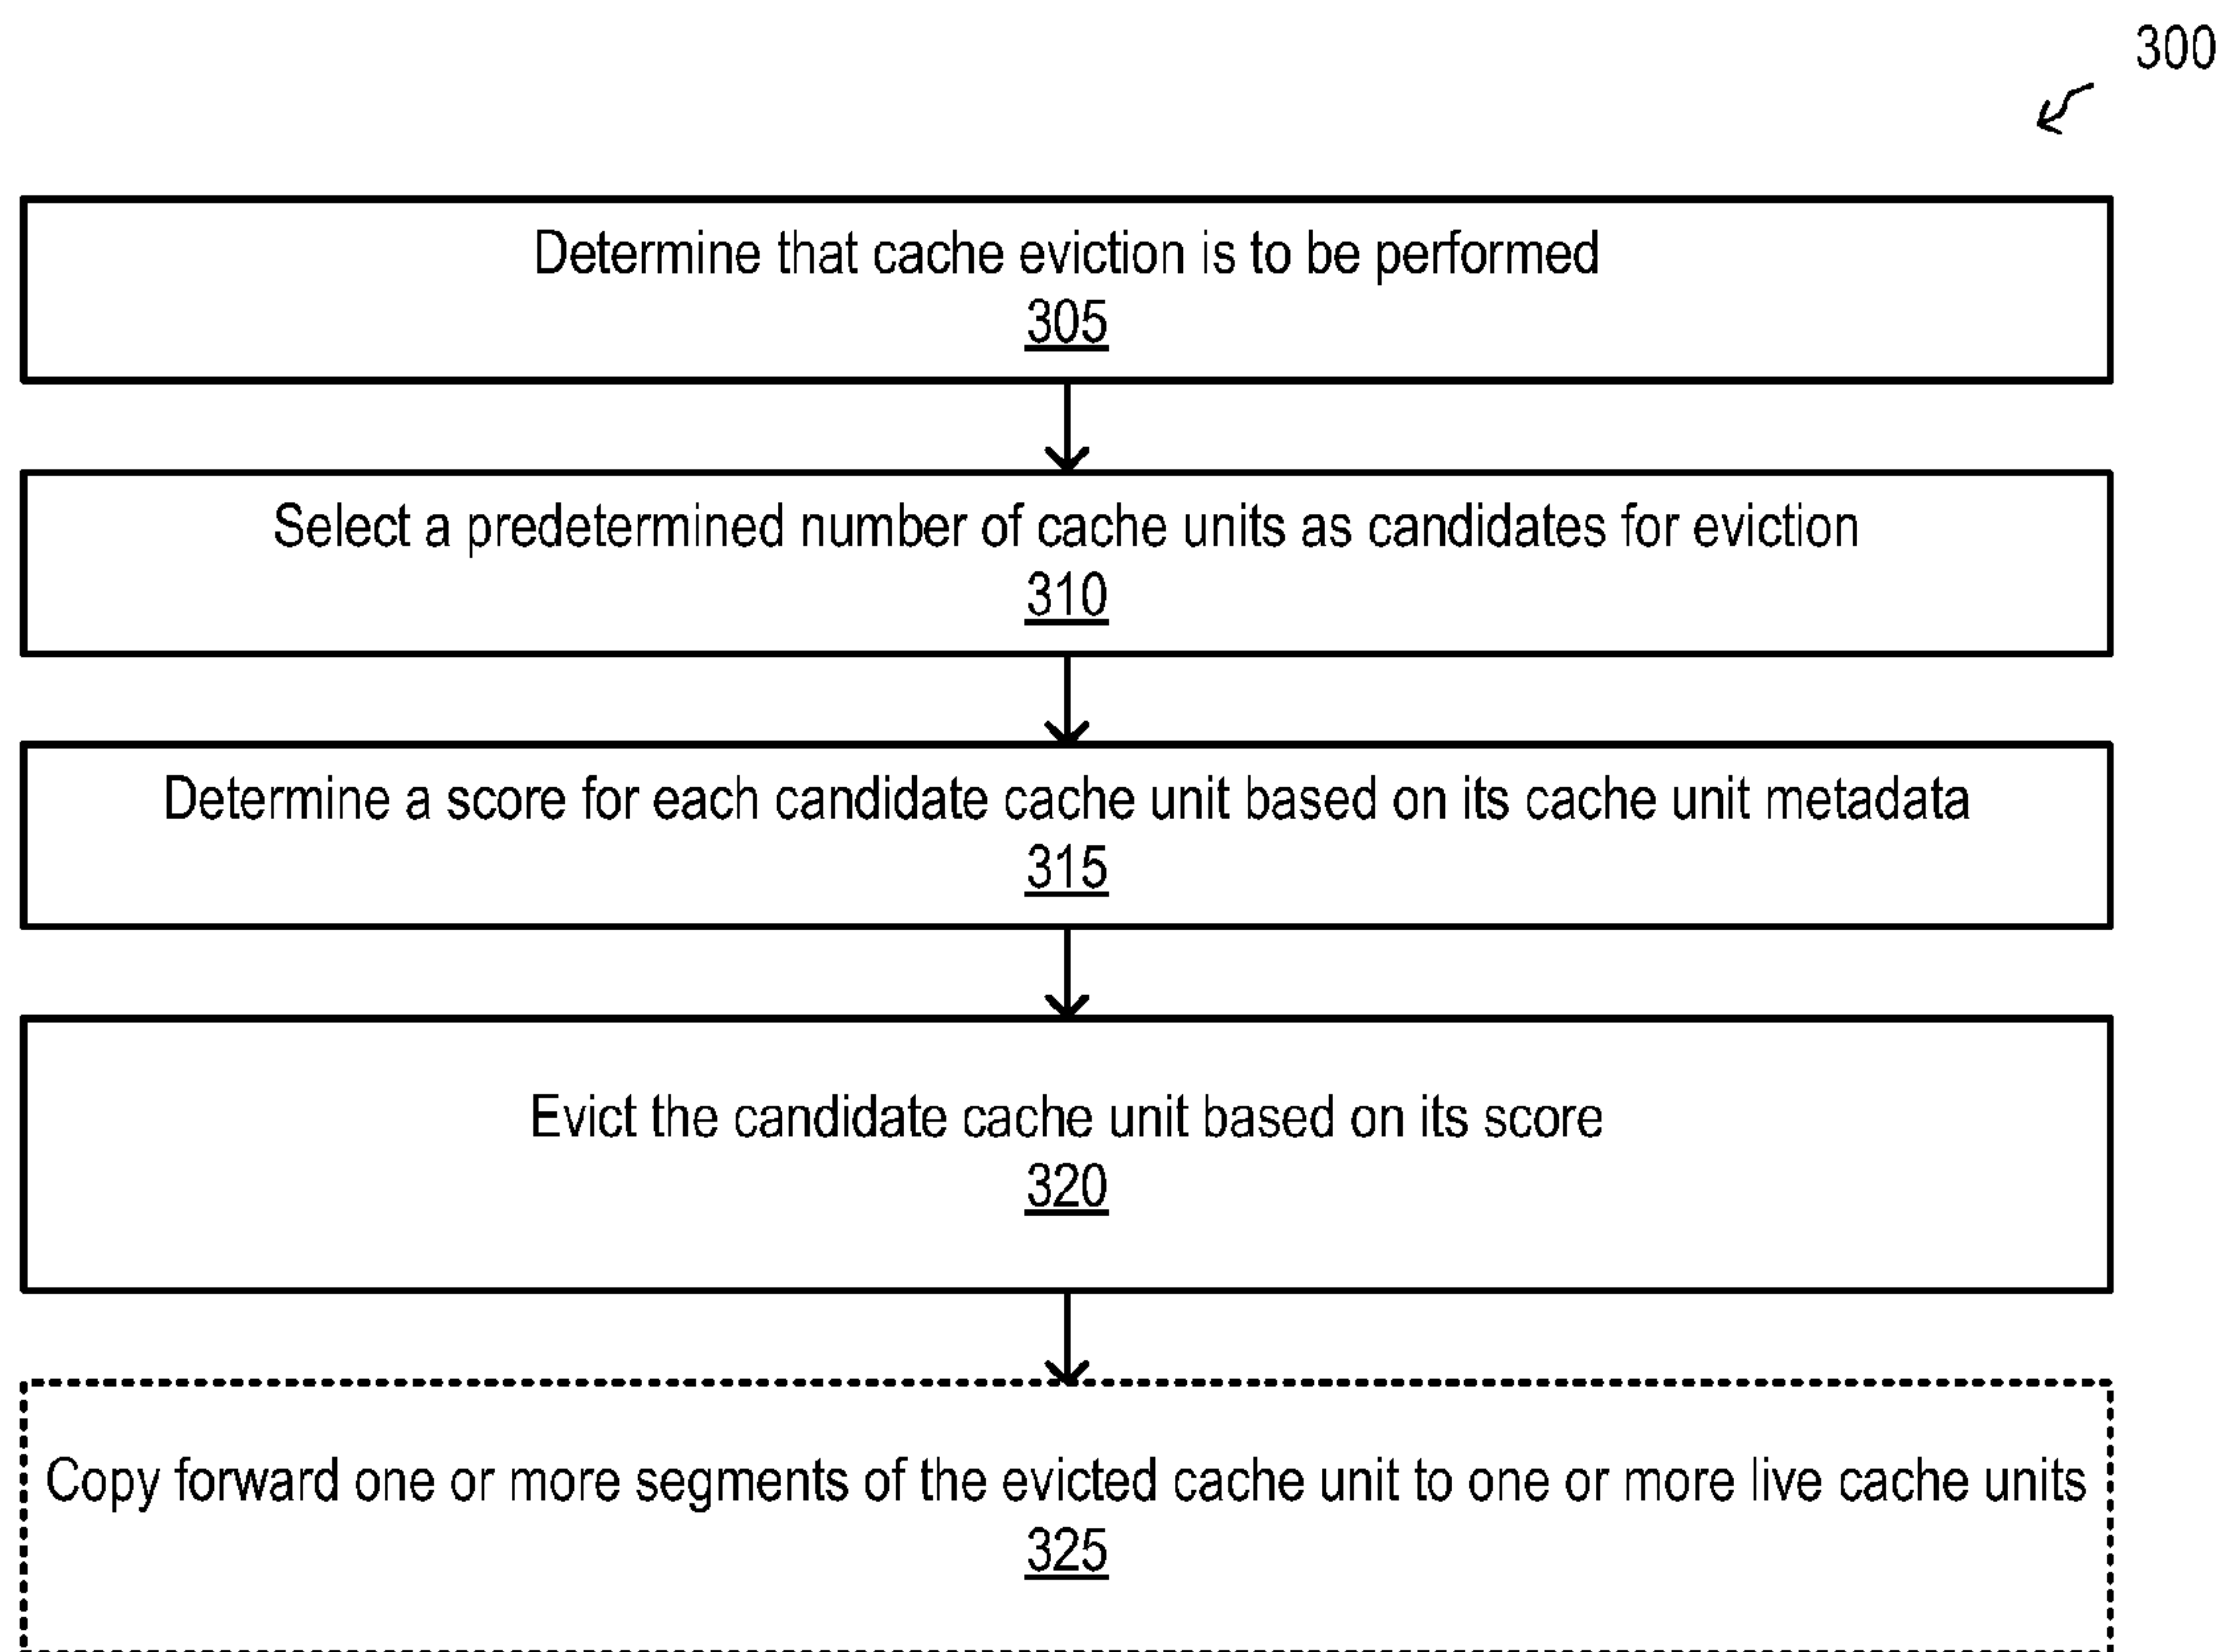 300
Determine that cache eviction is to be performed
305
Select a predetermined number of cache units as candidates for eviction
310
Determine a score for each candidate cache unit based on its cache unit metadata
315
Evict the candidate cache unit based on its score
320
Copy forward one or more segments of the evicted cache unit to one or more live cache units
325